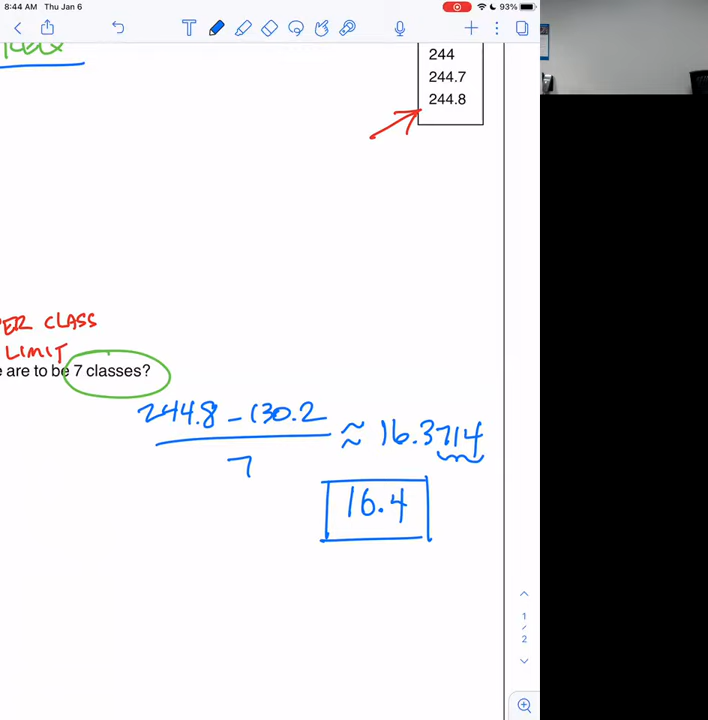 8:44 AM Thu Jan 6
93%
T
244
244.7
244.8
CLASS
LIMIT
are to be 7 classes?
244.8 - 130.2
7
≈ 16.3714
16.4
1
2